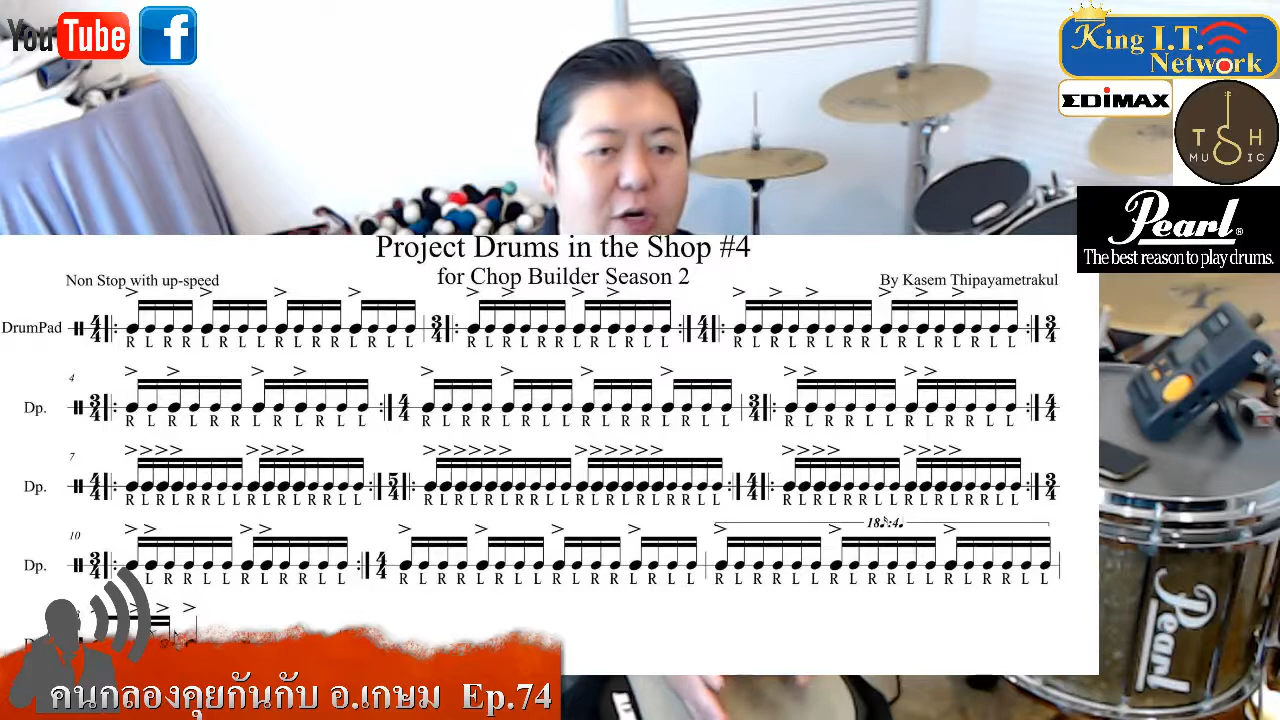 YouTube
f
King I.T.
Network
EDIMAX
TSH
MUSIC
Pearl®
The best reason to play drums.
Project Drums in the Shop #4
for Chop Builder Season 2
Non Stop with up-speed
By Kasem Thipayametrakul
DrumPad
R L R R L R L L R L R R L R L L
R L R R L R L L R R L L
R L R R L R L L R L R R L R L L
4
Dp.
R L R L R R L R L R L L
R L R R L R L L R L R R L R L L
R L R L R R L R L R L L
7
Dp.
R L R L R R L L R L R L R R L L
R L R L R L R R L L R L R L R L R R L L
R L R L R R L L R L R L R R L L
10
Dp.
L R R L L R L R R L L
R L R R L R L L R L R R L R L L
18:4
R L R R L L R L R R L L R L R R L L
Pearl
คนกลองคุยกันกับ อ.เกษม Ep.74